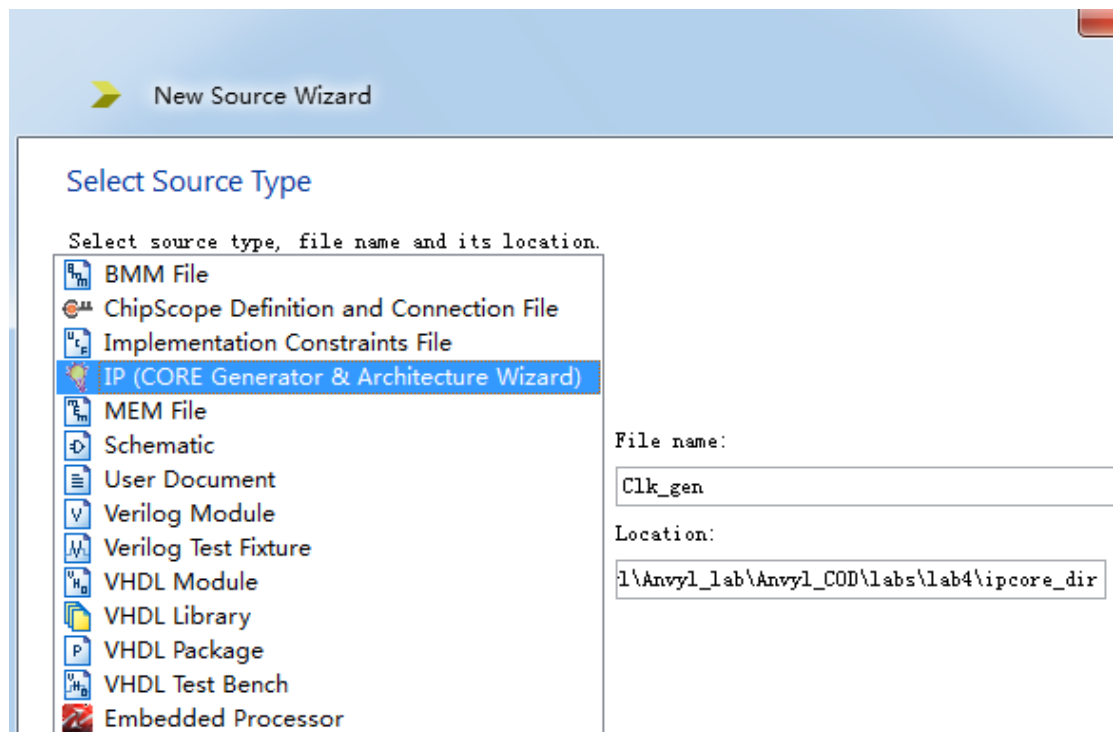 New Source Wizard
Select Source Type
Select source type, file name and its location.
BMM File
ChipScope Definition and Connection File
Implementation Constraints File
IP (CORE Generator & Architecture Wizard)
MEM File
Schematic
User Document
Verilog Module
Verilog Test Fixture
VHDL Module
VHDL Library
VHDL Package
VHDL Test Bench
Embedded Processor
File name:
Clk_gen
Location:
l\Anvyl_lab\Anvyl_COD\labs\lab4\ipcore_dir